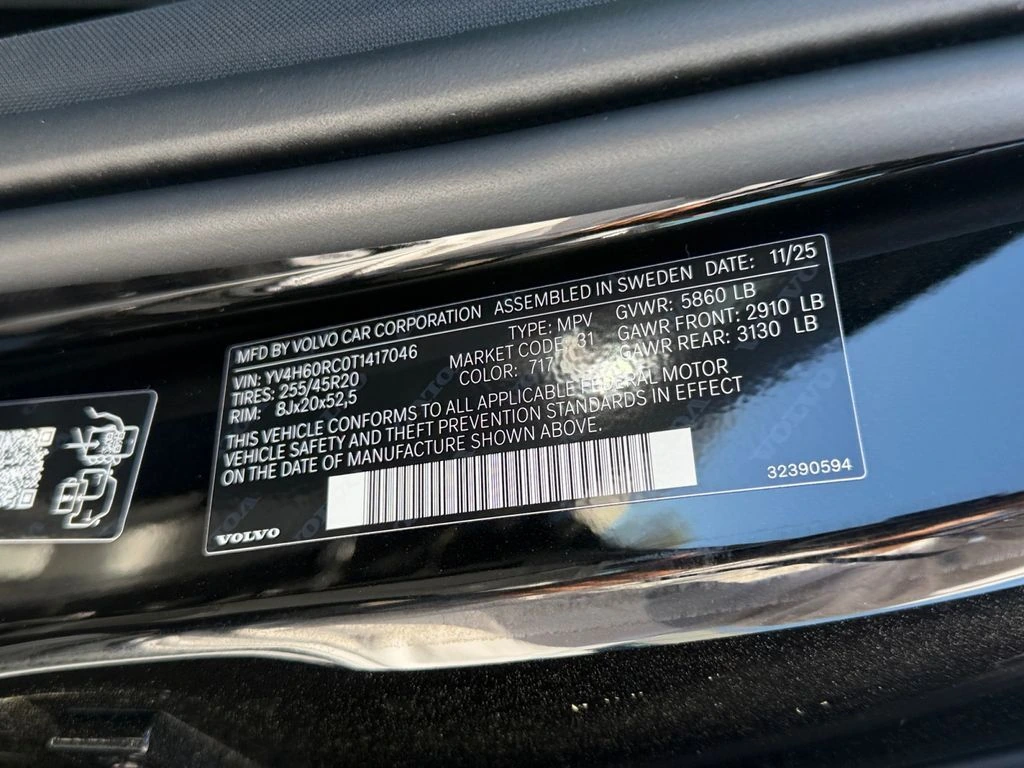 MFD BY VOLVO CAR CORPORATION ASSEMBLED IN SWEDEN DATE: 11/25
VIN: YV4H60RC0T1417046 TYPE: MPV GVWR: 5860 LB
TIRES: 255/45R20 MARKET CODE: 31 GAWR FRONT: 2910 LB
RIM: 8Jx20x52,5 COLOR: 717 GAWR REAR: 3130 LB
THIS VEHICLE CONFORMS TO ALL APPLICABLE FEDERAL MOTOR
VEHICLE SAFETY AND THEFT PREVENTION STANDARDS IN EFFECT
ON THE DATE OF MANUFACTURE SHOWN ABOVE.
32390594
VOLVO